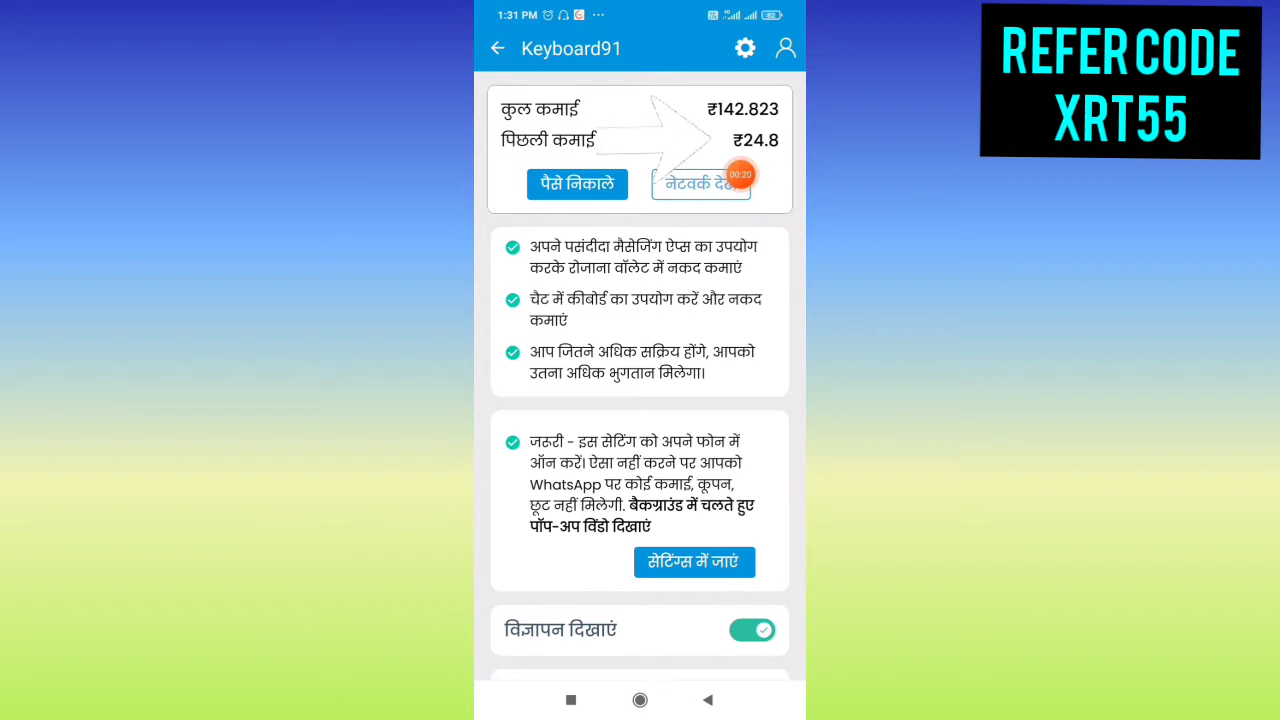 1:31 PM
82
REFER CODE
XRT55
Keyboard91
कुल कमाई ₹142.823
पिछली कमाई ₹24.8
पैसे निकाले नेटवर्क
00:20
अपने पसंदीदा मैसेजिंग ऐप्स का उपयोग
करके रोजाना वॉलेट में नकद कमाएं
चैट में कीबोर्ड का उपयोग करें और नकद
कमाएं
आप जितने अधिक सक्रिय होंगे, आपको
उतना अधिक भुगतान मिलेगा।
जरूरी - इस सेटिंग को अपने फोन में
ऑन करें। ऐसा नहीं करने पर आपको
WhatsApp पर कोई कमाई, कूपन,
छूट नहीं मिलेगी. बैकग्राउंड में चलते हुए
पॉप-अप विंडो दिखाएं
सेटिंग्स में जाएं
विज्ञापन दिखाएं